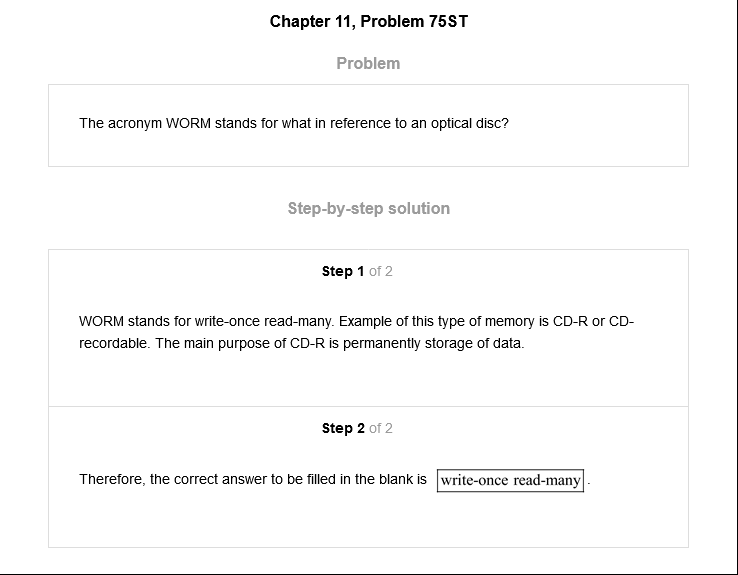 Chapter 11, Problem 75ST
Problem
The acronym WORM stands for what in reference to an optical disc?
Step-by-step solution
Step 1 of 2
WORM stands for write-once read-many. Example of this type of memory is CD-R or CD-
recordable. The main purpose of CD-R is permanently storage of data.
Step 2 of 2
Therefore, the correct answer to be filled in the blank is write-once read-many.